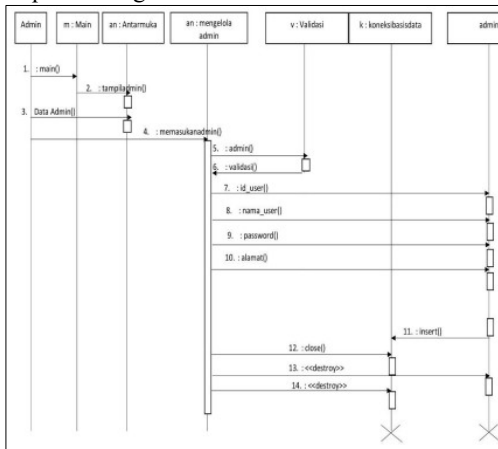 Admin
m : Main
an : Antarmuka
an : mengelola
admin
v : Validasi
k : koneksibasisdata
admin
1. : main()
2. : tampiladmin()
3. Data Admin()
4. : memasukanadmin()
5. : admin()
6. : validasi()
7. : id_user()
8. : nama_user()
9. : password()
10. : alamat()
11. : insert()
12. : close()
13. : <<destroy>>
14. : <<destroy>>